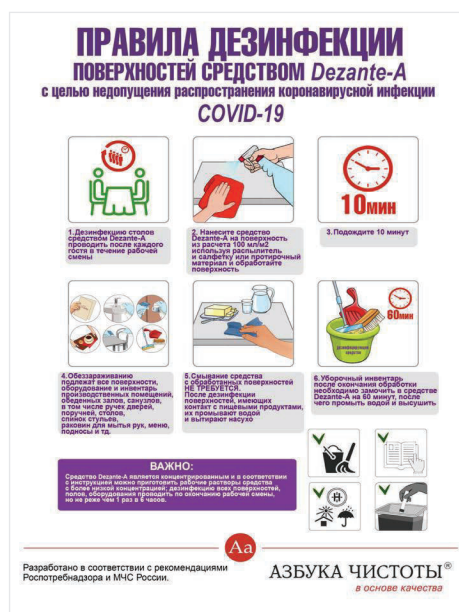 ПРАВИЛА ДЕЗИНФЕКЦИИ
ПОВЕРХНОСТЕЙ СРЕДСТВОМ Dezante-A
с целью недопущения распространения коронавирусной инфекции
COVID-19
10мин
1.Дезинфекцию столов
средством Dezante-A
проводить после каждого
гостя в течение рабочей
смены
2. Нанесите средство
Dezante-A на поверхность
из расчета 100 мл/м2
используя распылитель
и салфетку или протирочный
материал и обработайте
поверхность
3. Подождите 10 минут
60мин
4.Обеззараживанию
подлежат все поверхности,
оборудование и инвентарь
производственных помещений,
обеденных залов, санузлов,
в том числе ручек дверей,
поручней, столов,
спинок стульев,
раковин для мытья рук, меню,
подносы и тд.
5.Смывание средства
с обработанных поверхностей
НЕ ТРЕБУЕТСЯ.
После дезинфекции
поверхностей, имеющих
контакт с пищевыми продуктами,
их промывают водой
и вытирают насухо
6. Уборочный инвентарь
после окончания обработки
необходимо замочить в средстве
Dezante-A на 60 минут, после
чего промыть водой и высушить
ВАЖНО:
Средство Dezante-A является концентрированным и в соответствии
с инструкцией можно приготовить рабочие растворы средства
с более низкой концентрацией: дезинфекцию всех поверхностей,
полов, оборудования проводить по окончанию рабочей смены,
но не реже чем 1 раз в 6 часов.
Аа
Разработано в соответствии с рекомендациями
Роспотребнадзора и МЧС России.
АЗБУКА ЧИСТОТЫ®
в основе качества